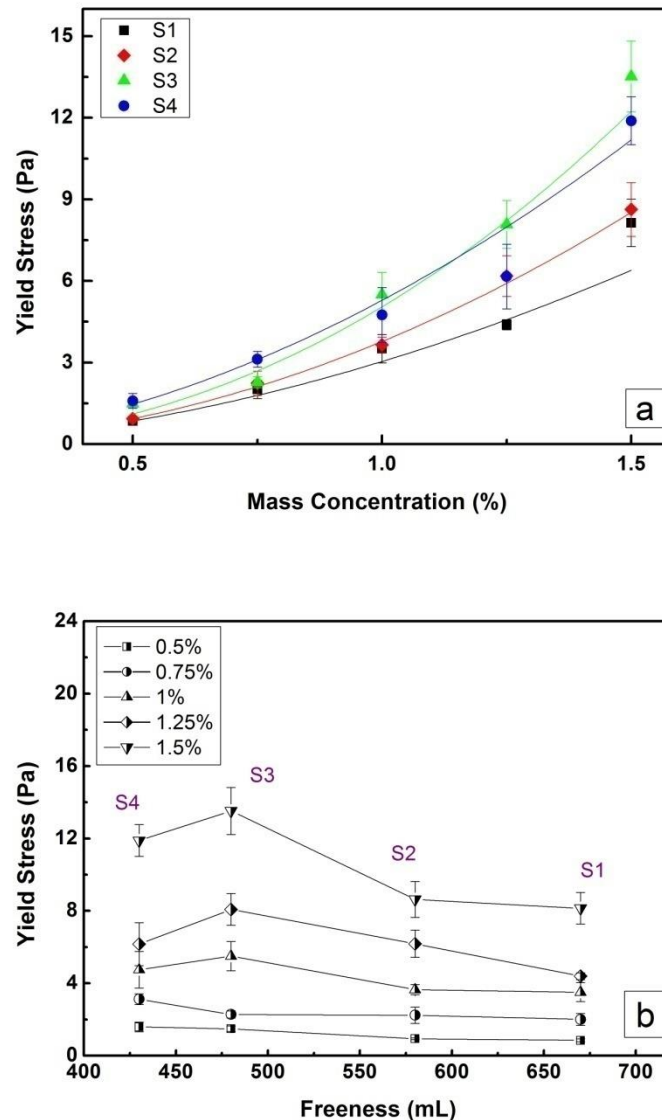 S1
S2
S3
S4
Yield Stress (Pa)
15
12
9
6
3
0
0.5
1.0
1.5
Mass Concentration (%)
a
0.5%
0.75%
1%
1.25%
1.5%
Yield Stress (Pa)
24
20
16
12
8
4
0
S4
S3
S2
S1
400
450
500
550
600
650
700
Freeness (mL)
b